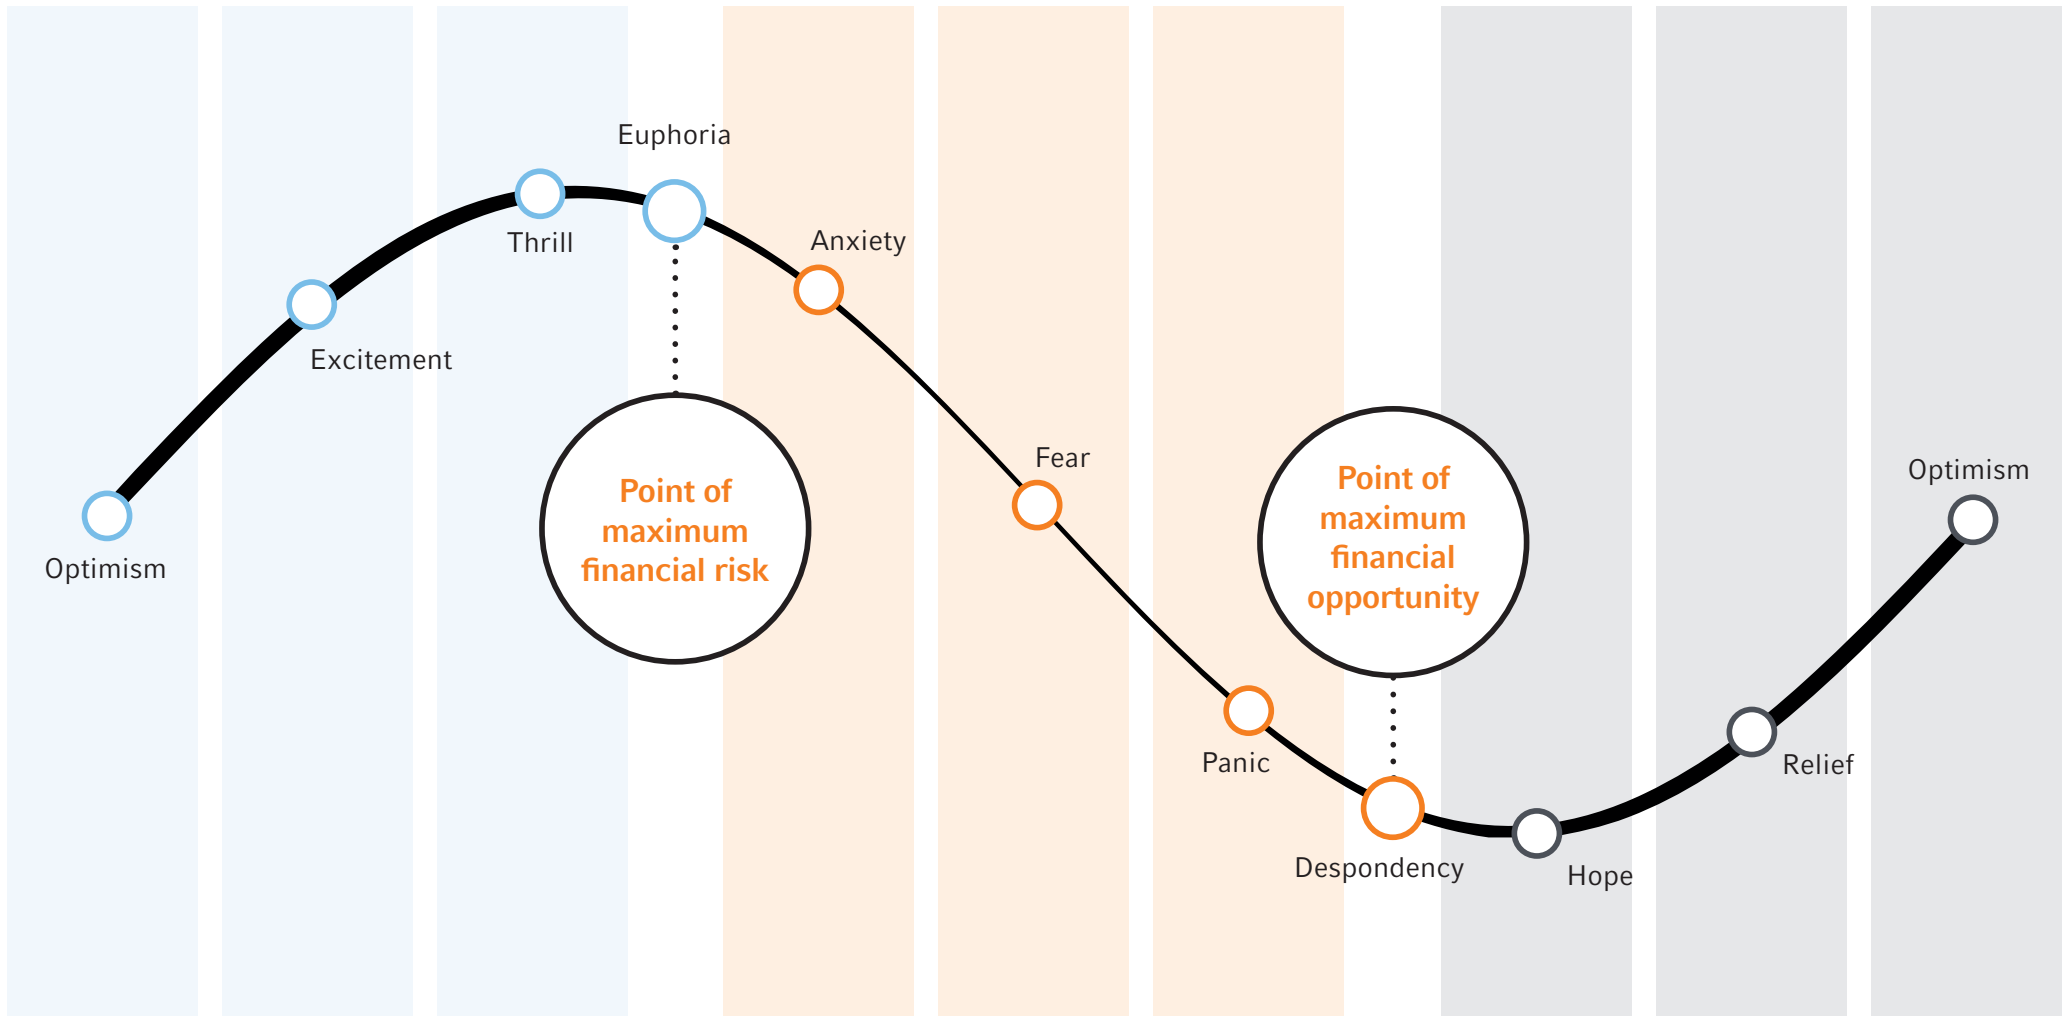 Euphoria
Thrill
Anxiety
Excitement
Optimism
Point of
maximum
financial risk
Fear
Point of
maximum
financial
opportunity
Panic
Despondency
Hope
Relief
Optimism